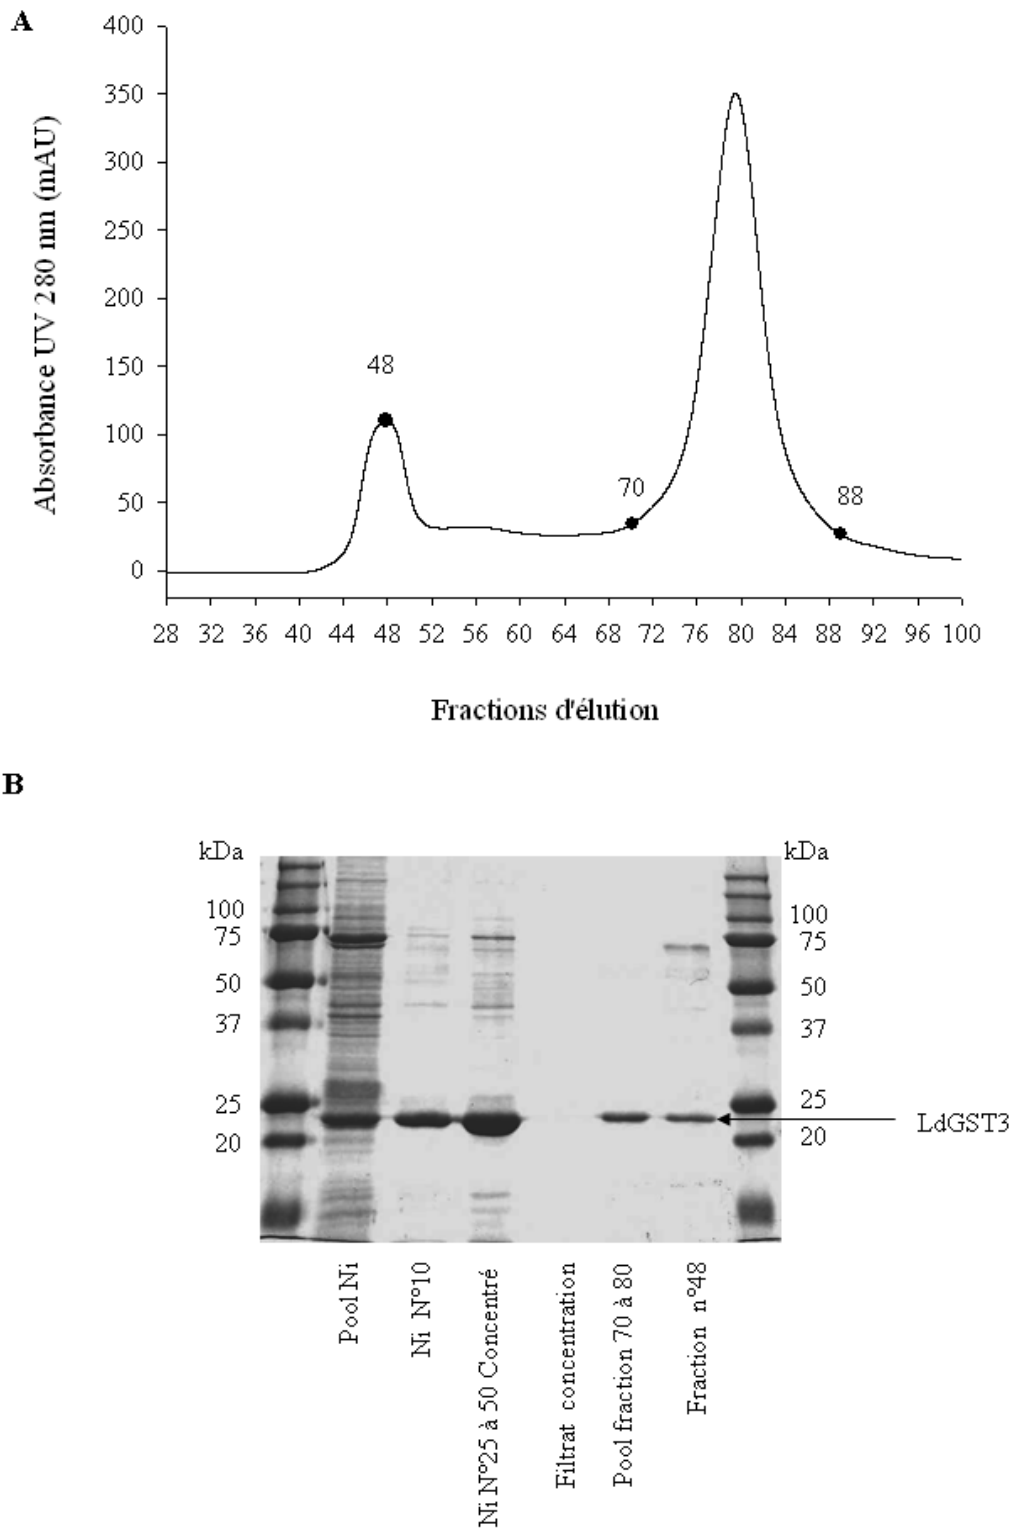 A
Absorbance UV 280 nm (mAU)
400
350
300
250
200
150
100
50
0
48
70
88
28 32 36 40 44 48 52 56 60 64 68 72 76 80 84 88 92 96 100
Fractions d'élution
B
kDa
100
75
50
37
25
20
kDa
100
75
50
37
25
20
LdGST3
Pool Ni
Ni N°10
Ni N°25 à 50 Concentré
Filtrat concentration
Pool fraction 70 à 80
Fraction n°48